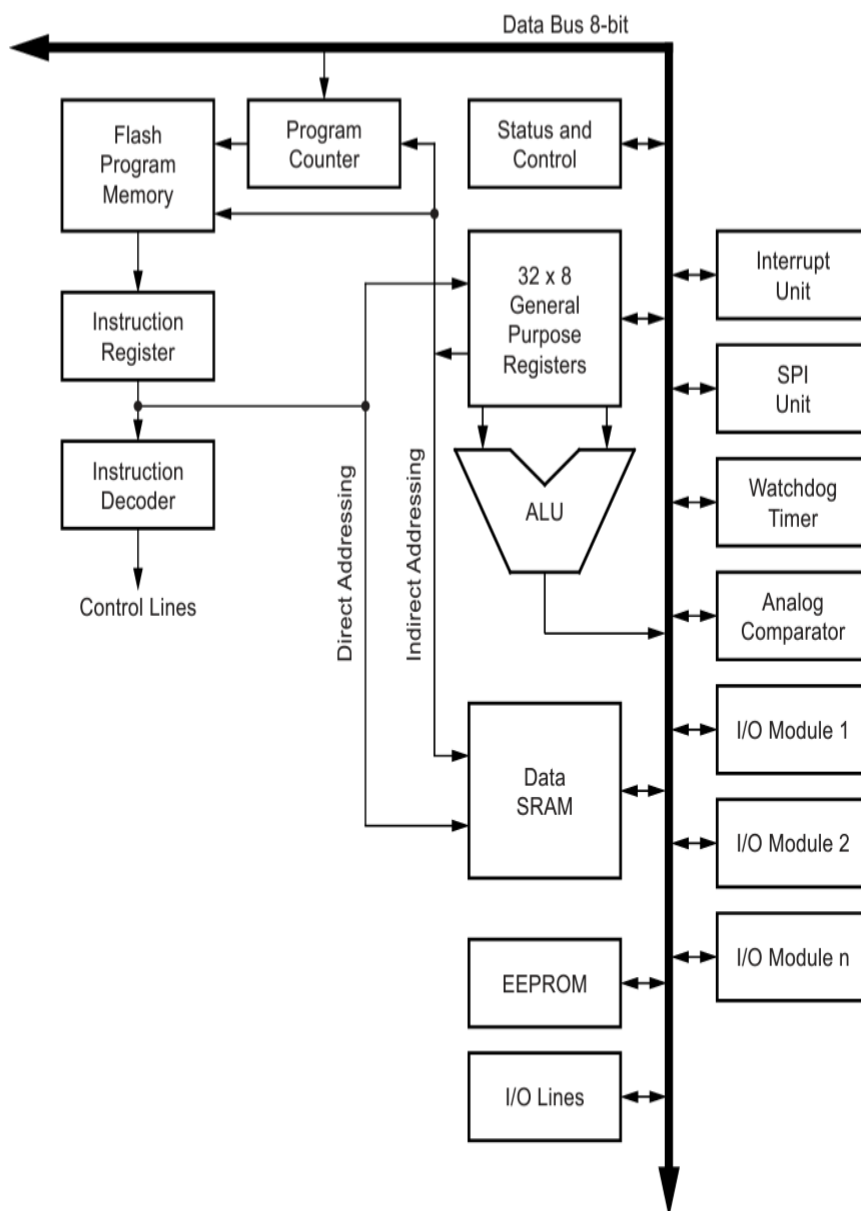 Data Bus 8-bit
Flash
Program
Memory
Program
Counter
Status and
Control
32 x 8
General
Purpose
Registers
Interrupt
Unit
Instruction
Register
SPI
Unit
Instruction
Decoder
ALU
Watchdog
Timer
Control Lines
Direct Addressing
Indirect Addressing
Analog
Comparator
I/O Module 1
Data
SRAM
I/O Module 2
I/O Module n
EEPROM
I/O Lines